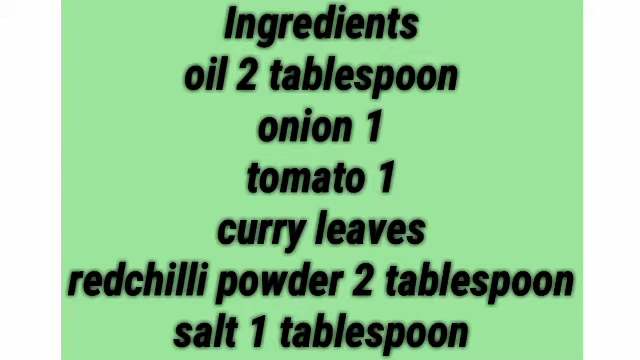 Ingredients
oil 2 tablespoon
onion 1
tomato 1
curry leaves
redchilli powder 2 tablespoon
salt 1 tablespoon